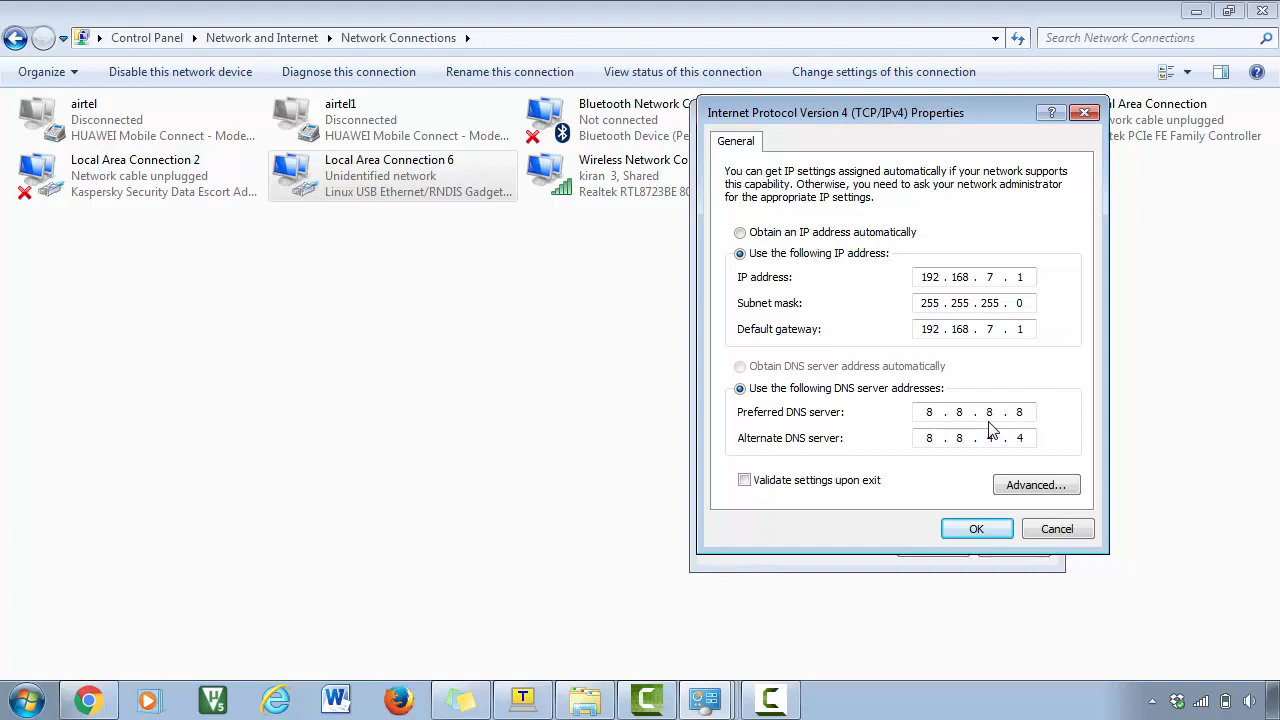 Control Panel Network and Internet Network Connections Search Network Connections
Organize Disable this network device Diagnose this connection Rename this connection View status of this connection Change settings of this connection
airtel
Disconnected
HUAWEI Mobile Connect - Mode...
airtel1
Disconnected
HUAWEI Mobile Connect - Mode...
Bluetooth Network C
Not connected
Bluetooth Device (Pe
al Area Connection
work cable unplugged
tek PCIe FE Family Controller
Local Area Connection 2
Network cable unplugged
Kaspersky Security Data Escort Ad...
Local Area Connection 6
Unidentified network
Linux USB Ethernet/RNDIS Gadget...
Wireless Network Co
kiran 3, Shared
Realtek RTL8723BE 80
Internet Protocol Version 4 (TCP/IPv4) Properties
General
You can get IP settings assigned automatically if your network supports
this capability. Otherwise, you need to ask your network administrator
for the appropriate IP settings.
Obtain an IP address automatically
Use the following IP address:
IP address: 192 . 168 . 7 . 1
Subnet mask: 255 . 255 . 255 . 0
Default gateway: 192 . 168 . 7 . 1
Obtain DNS server address automatically
Use the following DNS server addresses:
Preferred DNS server: 8 . 8 . 8 . 8
Alternate DNS server: 8 . 8 . 4 . 4
Validate settings upon exit
Advanced...
OK Cancel